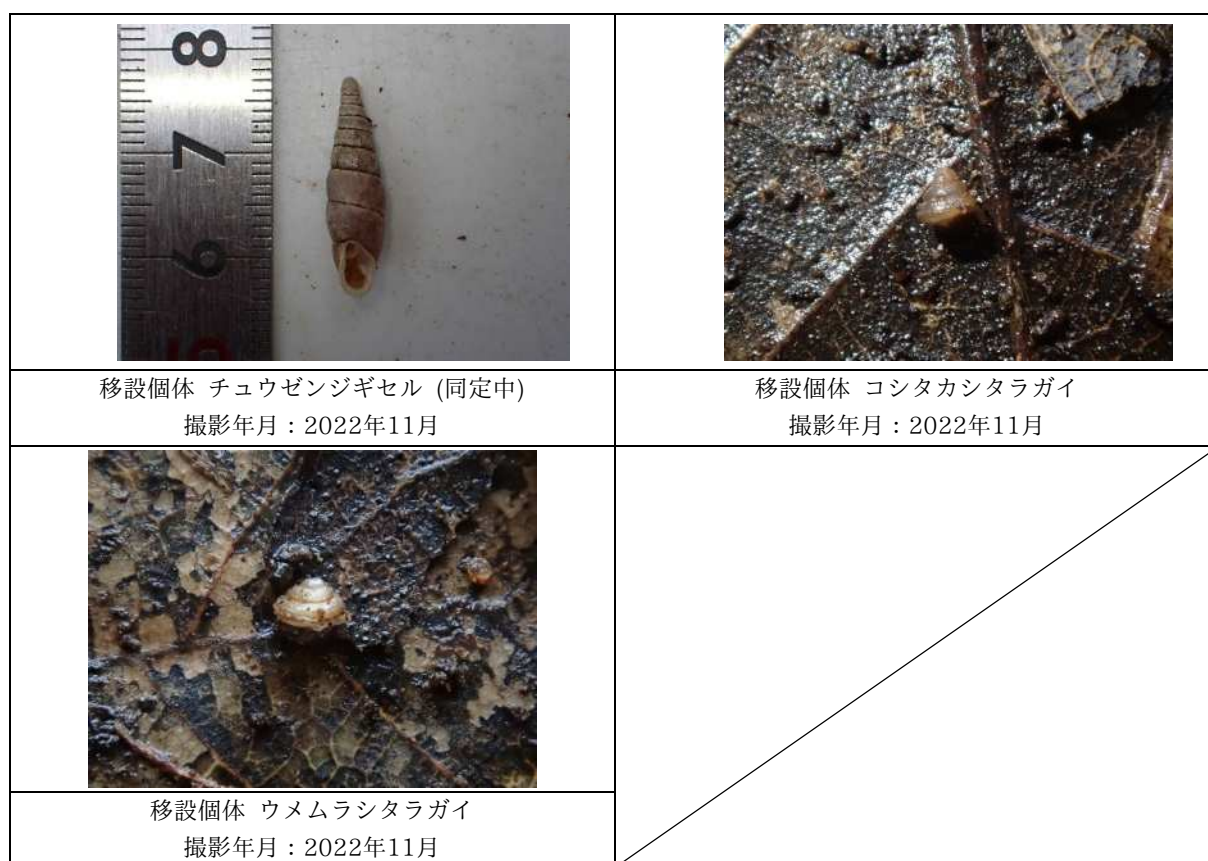 8
7
6
移設個体 チュウゼンジギセル (同定中)
撮影年月：2022年11月
移設個体 コシタカシタラガイ
撮影年月：2022年11月
移設個体 ウメムラシタラガイ
撮影年月：2022年11月